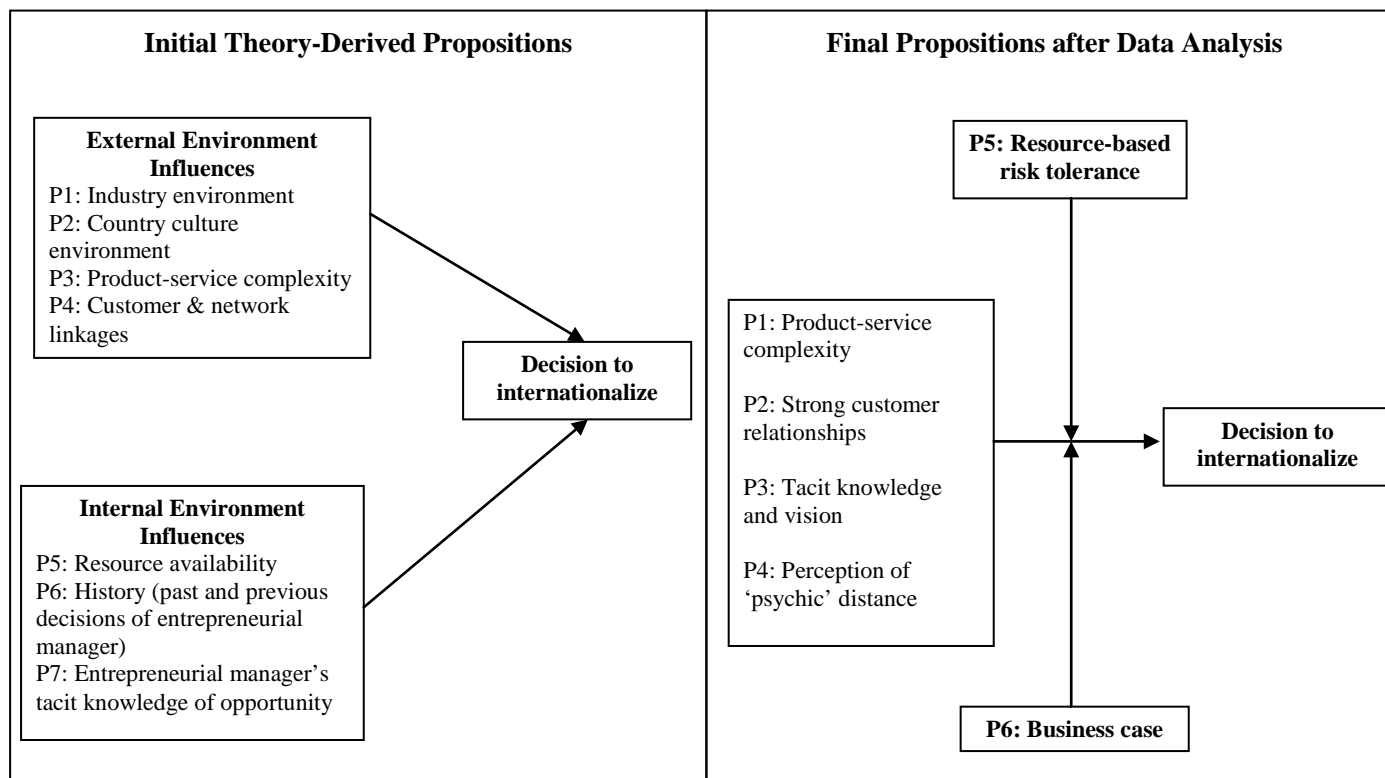 Initial Theory-Derived Propositions
External Environment
Influences
P1: Industry environment
P2: Country culture
environment
P3: Product-service complexity
P4: Customer & network
linkages
Decision to
internationalize
Internal Environment
Influences
P5: Resource availability
P6: History (past and previous
decisions of entrepreneurial
manager)
P7: Entrepreneurial manager’s
tacit knowledge of opportunity
Final Propositions after Data Analysis
P5: Resource-based
risk tolerance
P1: Product-service
complexity
P2: Strong customer
relationships
P3: Tacit knowledge
and vision
P4: Perception of
‘psychic’ distance
Decision to
internationalize
P6: Business case